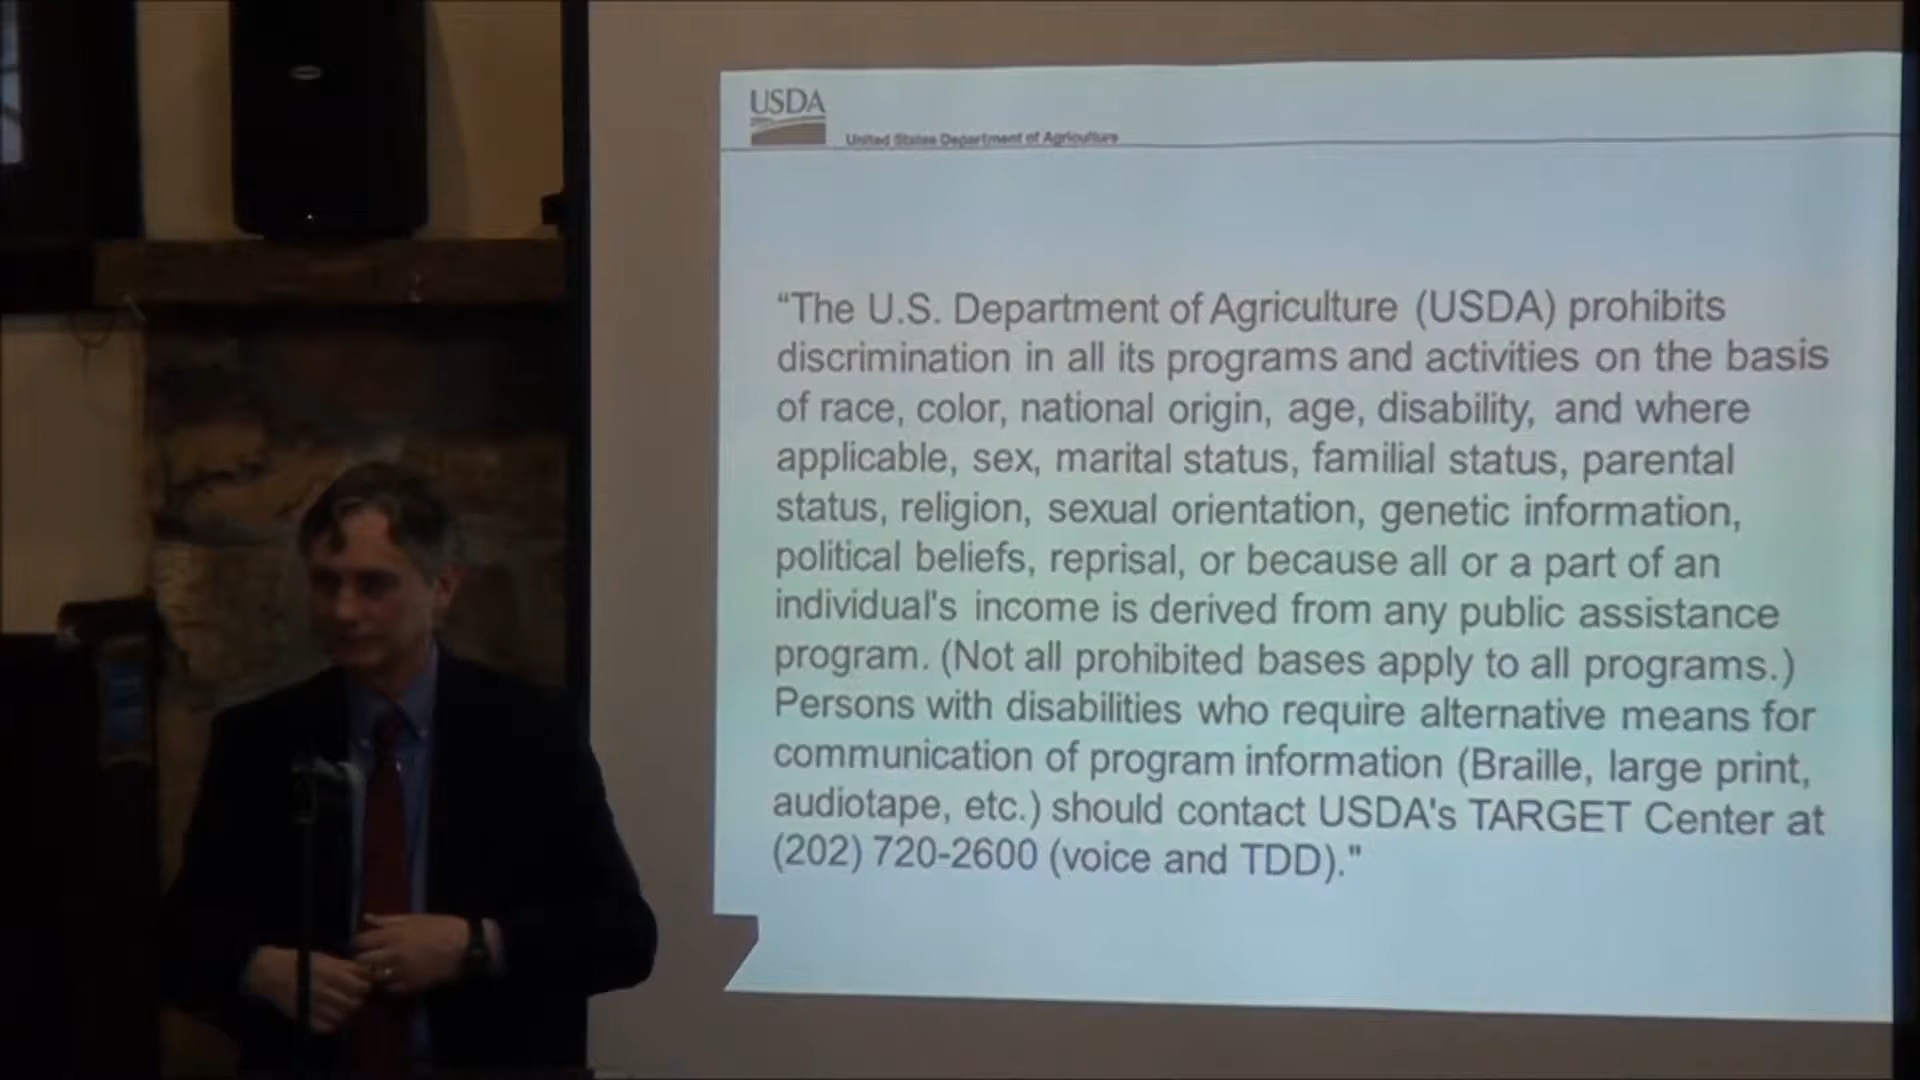 USDA
United States Department of Agriculture
“The U.S. Department of Agriculture (USDA) prohibits
discrimination in all its programs and activities on the basis
of race, color, national origin, age, disability, and where
applicable, sex, marital status, familial status, parental
status, religion, sexual orientation, genetic information,
political beliefs, reprisal, or because all or a part of an
individual's income is derived from any public assistance
program. (Not all prohibited bases apply to all programs.)
Persons with disabilities who require alternative means for
communication of program information (Braille, large print,
audiotape, etc.) should contact USDA's TARGET Center at
(202) 720-2600 (voice and TDD)."